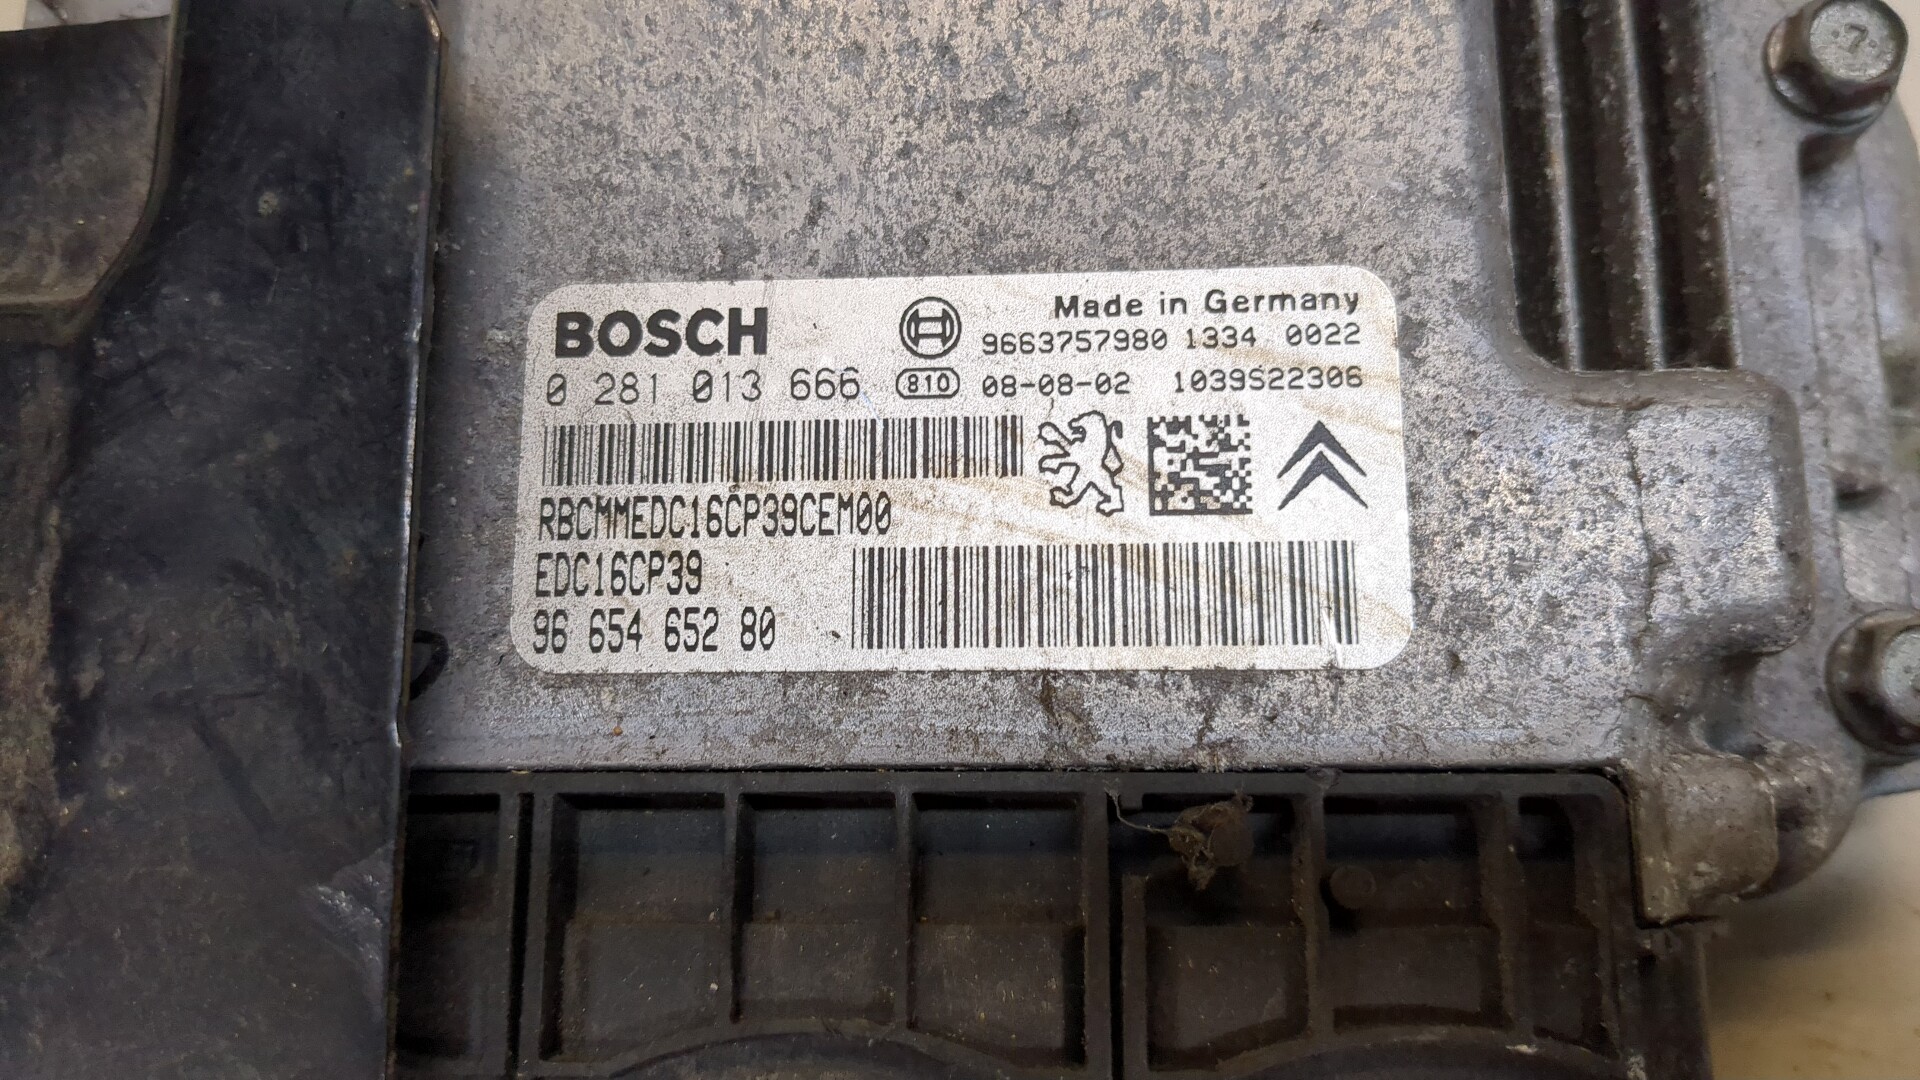 BOSCH
Made in Germany
9663757980 1334 0022
0 281 013 666 810 08-08-02 1039S22306
RBCMMEDC16CP39CEM00
EDC16CP39
96 654 652 80
7